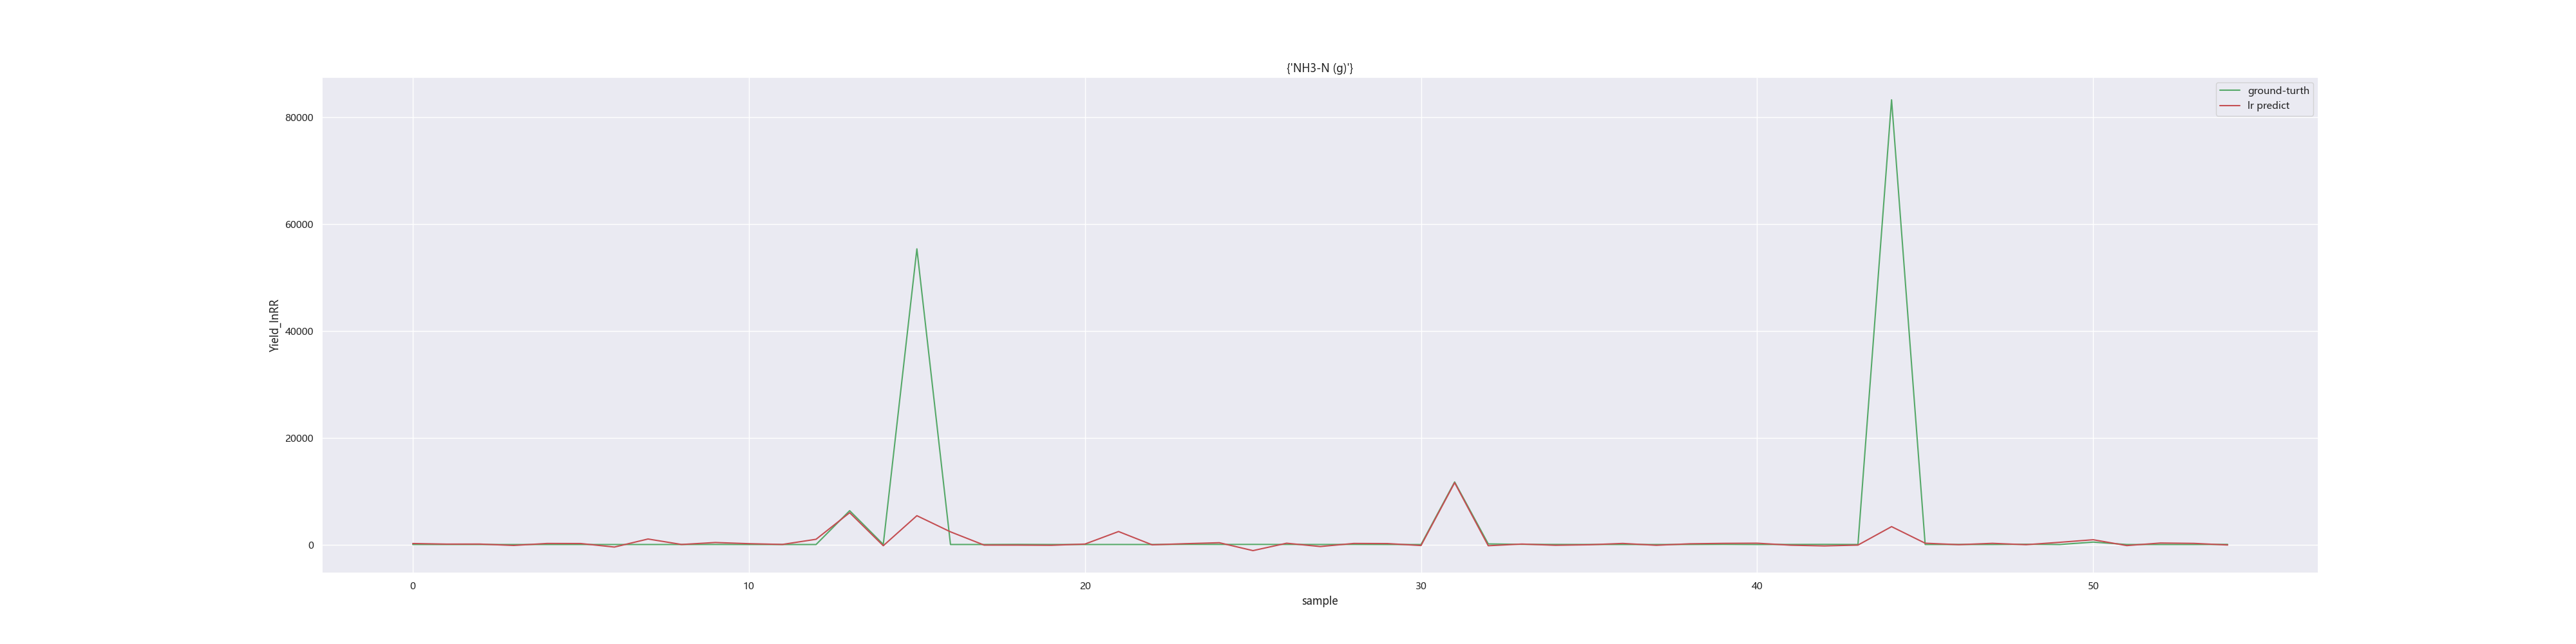 {'NH3-N (g)'}
ground-turth
lr predict
80000
60000
40000
20000
0
Yield_lnRR
0 10 20 30 40 50
sample